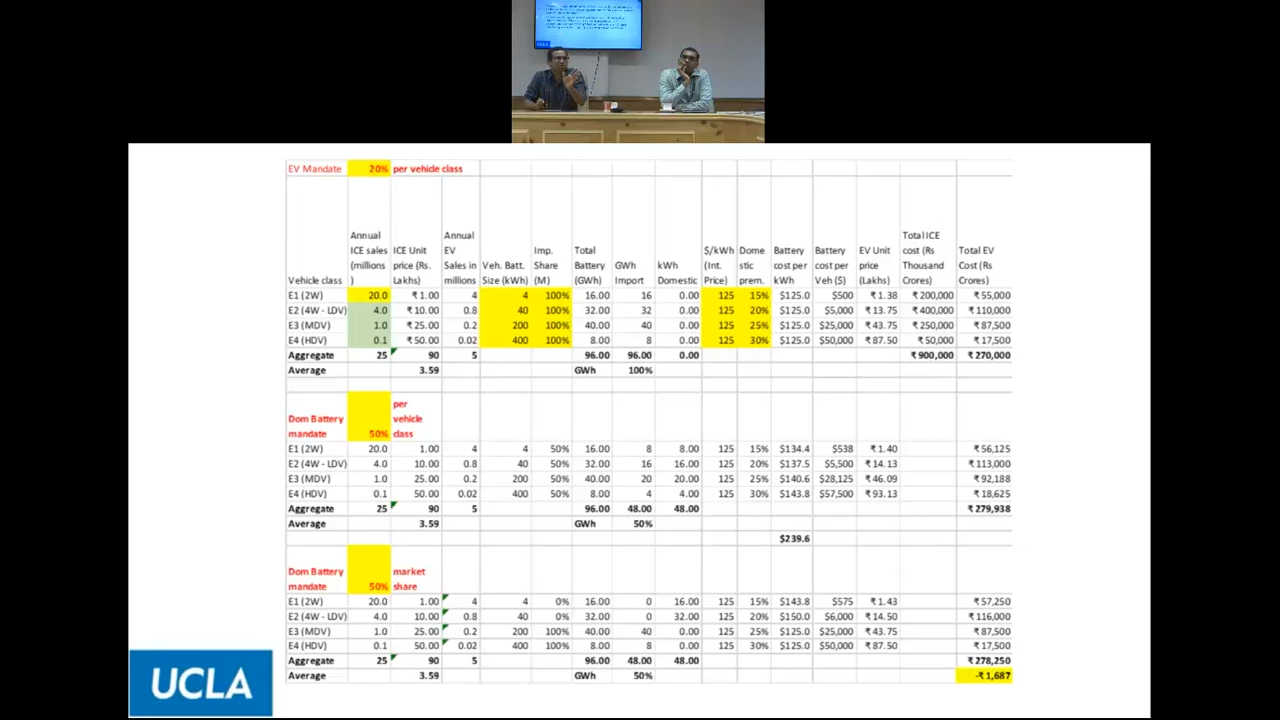 EV Mandate 20% per vehicle class
Annual ICE sales (millions) ICE Unit price (Rs. Lakhs) Annual EV Sales in millions Veh. Batt. Size (kWh) Imp. Share (M) Total Battery (GWh) GWh Import kWh Domestic $/kWh (Int. Price) Dome stic prem. Battery cost per kWh Battery cost per Veh ($) EV Unit price (Lakhs) Total ICE cost (Rs Thousand Crores) Total EV Cost (Rs Crores)
Vehicle class
E1 (2W) 20.0 ₹ 1.00 4 4 100% 16.00 16 0.00 125 15% $125.0 $500 ₹ 1.38 ₹ 200,000 ₹ 55,000
E2 (4W - LDV) 4.0 ₹ 10.00 0.8 40 100% 32.00 32 0.00 125 20% $125.0 $5,000 ₹ 13.75 ₹ 400,000 ₹ 110,000
E3 (MDV) 1.0 ₹ 25.00 0.2 200 100% 40.00 40 0.00 125 25% $125.0 $25,000 ₹ 43.75 ₹ 250,000 ₹ 87,500
E4 (HDV) 0.1 ₹ 50.00 0.02 400 100% 8.00 8 0.00 125 30% $125.0 $50,000 ₹ 87.50 ₹ 50,000 ₹ 17,500
Aggregate 25 90 5 96.00 96.00 0.00 ₹ 900,000 ₹ 270,000
Average 3.59 GWh 100%
Dom Battery mandate 50% per vehicle class
E1 (2W) 20.0 1.00 4 4 50% 16.00 8 8.00 125 15% $134.4 $538 ₹ 1.40 ₹ 56,125
E2 (4W - LDV) 4.0 10.00 0.8 40 50% 32.00 16 16.00 125 20% $137.5 $5,500 ₹ 14.13 ₹ 113,000
E3 (MDV) 1.0 25.00 0.2 200 50% 40.00 20 20.00 125 25% $140.6 $28,125 ₹ 46.09 ₹ 92,188
E4 (HDV) 0.1 50.00 0.02 400 50% 8.00 4 4.00 125 30% $143.8 $57,500 ₹ 93.13 ₹ 18,625
Aggregate 25 90 5 96.00 48.00 48.00 ₹ 279,938
Average 3.59 GWh 50%
$239.6
Dom Battery mandate 50% market share
E1 (2W) 20.0 1.00 4 4 0% 16.00 0 16.00 125 15% $143.8 $575 ₹ 1.43 ₹ 57,250
E2 (4W - LDV) 4.0 10.00 0.8 40 0% 32.00 0 32.00 125 20% $150.0 $6,000 ₹ 14.50 ₹ 116,000
E3 (MDV) 1.0 25.00 0.2 200 100% 40.00 40 0.00 125 25% $125.0 $25,000 ₹ 43.75 ₹ 87,500
E4 (HDV) 0.1 50.00 0.02 400 100% 8.00 8 0.00 125 30% $125.0 $50,000 ₹ 87.50 ₹ 17,500
Aggregate 25 90 5 96.00 48.00 48.00 ₹ 278,250
Average 3.59 GWh 50% -₹ 1,687
UCLA